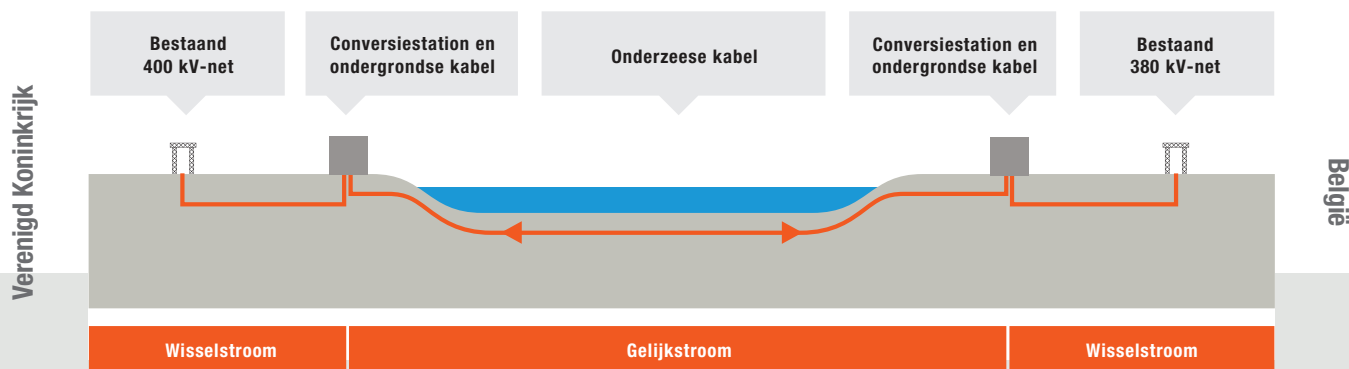 Verenigd Koninkrijk
Bestaand
400 kV-net
Conversiestation en
ondergrondse kabel
Onderzeese kabel
Conversiestation en
ondergrondse kabel
Bestaand
380 kV-net
België
Wisselstroom
Gelijkstroom
Wisselstroom